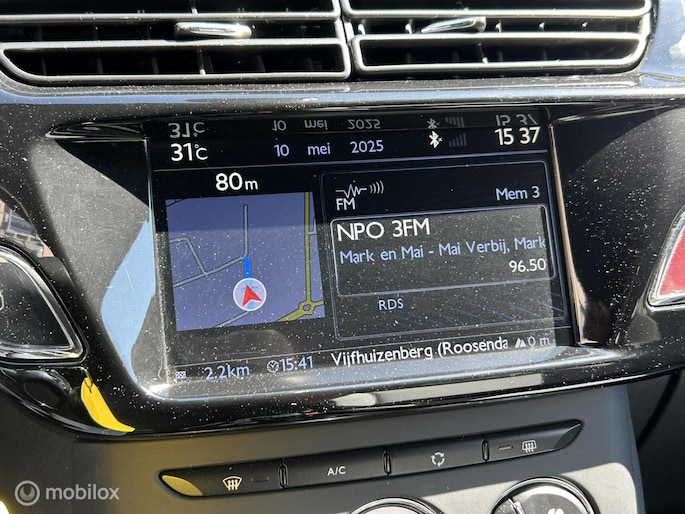 31°C 10 mei 2025 15 37
80m
FM Mem 3
NPO 3FM
Mark en Mai - Mai Verbij, Mark
96.50
RDS
2.2km 15:41 Vijfhuizenberg (Roosenda 0 m
A/C
mobilox